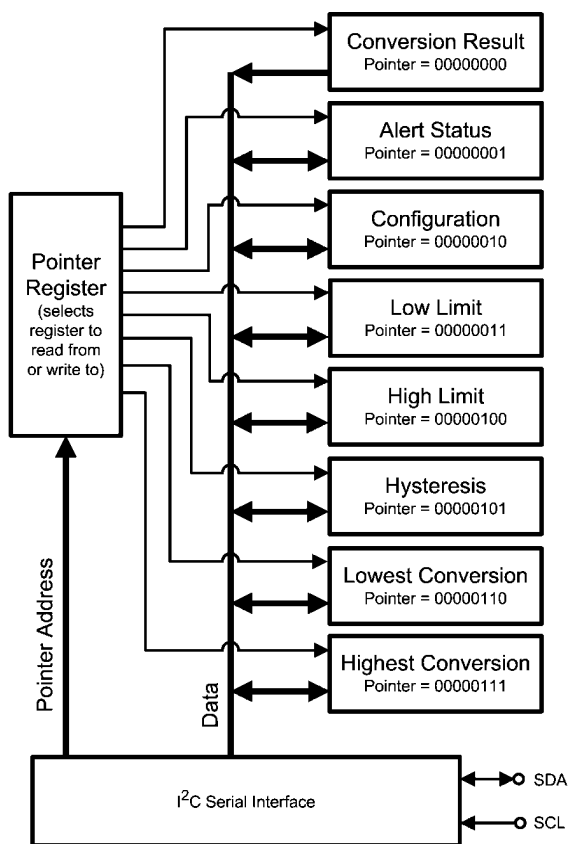 Conversion Result
Pointer = 00000000
Alert Status
Pointer = 00000001
Configuration
Pointer = 00000010
Low Limit
Pointer = 00000011
High Limit
Pointer = 00000100
Hysteresis
Pointer = 00000101
Lowest Conversion
Pointer = 00000110
Highest Conversion
Pointer = 00000111
Pointer
Register
(selects
register to
read from
or write to)
Pointer Address
Data
I²C Serial Interface
SDA
SCL